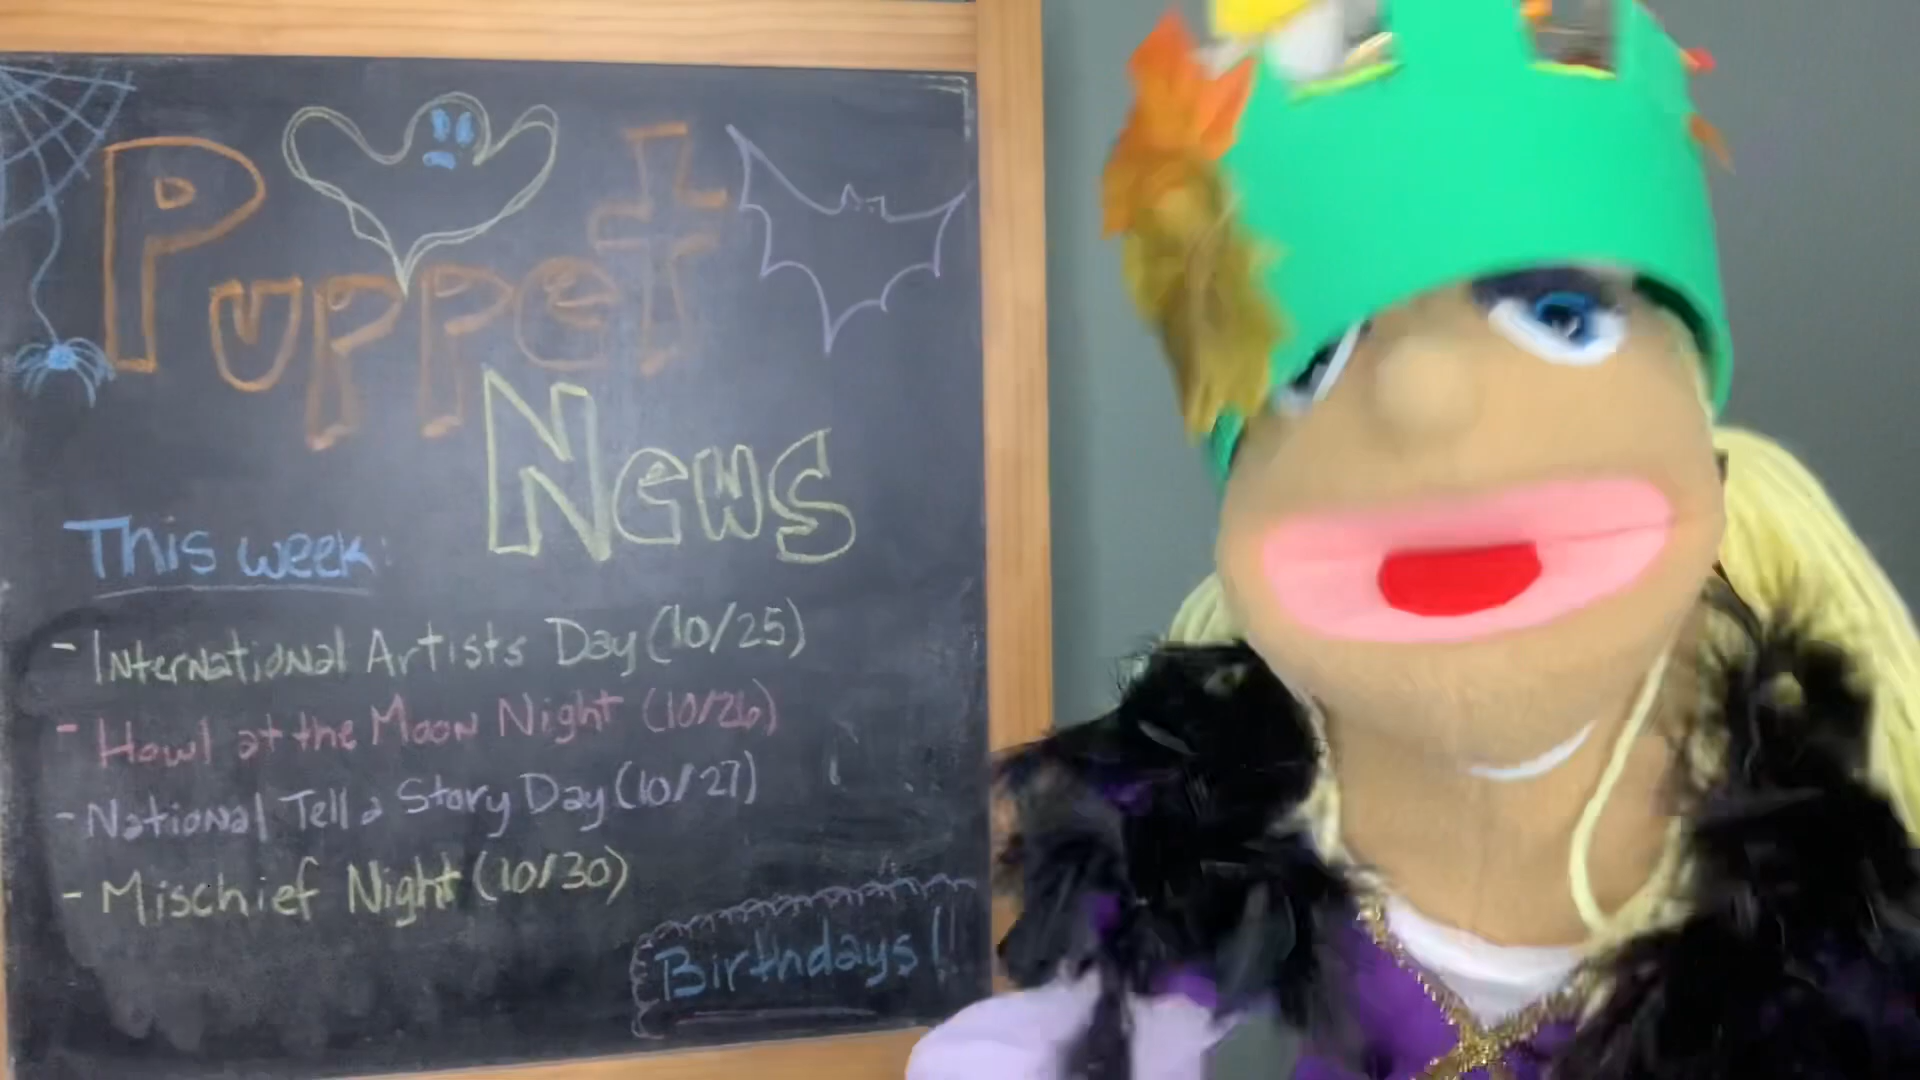 Puppet
News
This week:
- International Artists Day (10/25)
- Howl at the Moon Night (10/26)
- National Tell a Story Day (10/27)
- Mischief Night (10/30)
Birthdays!!